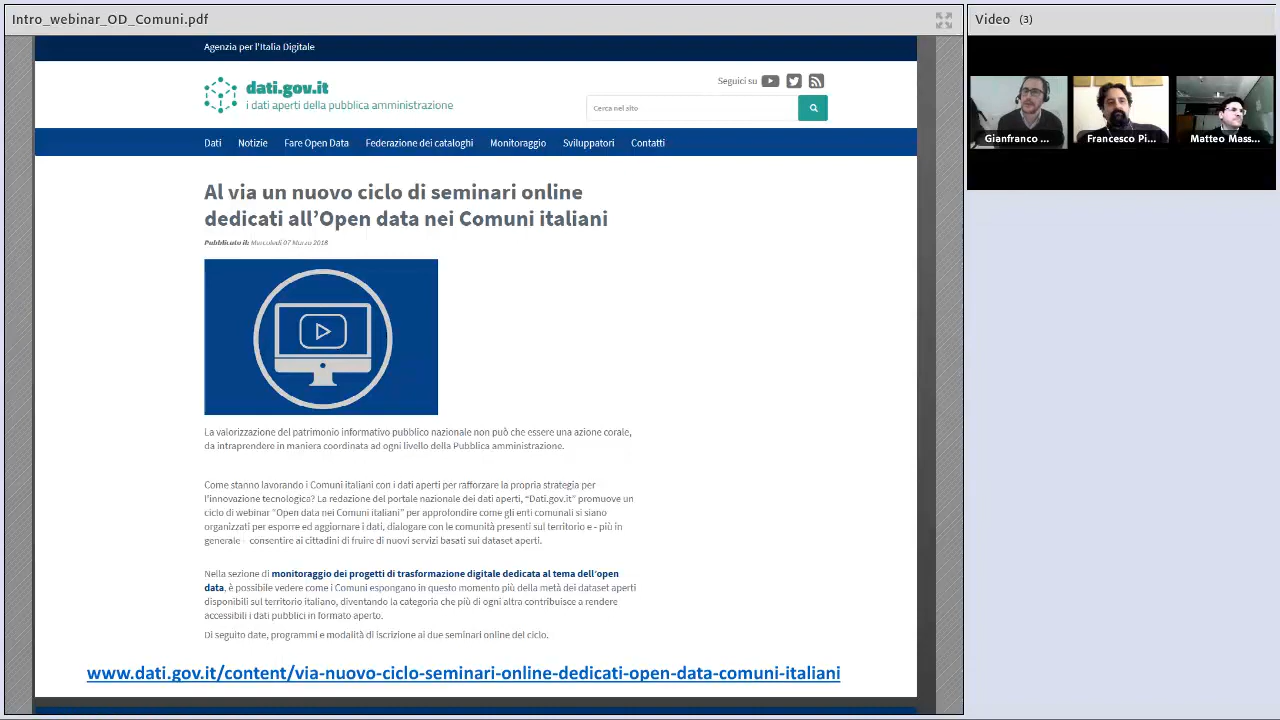 Intro_webinar_OD_Comuni.pdf
Video (3)
Agenzia per l'Italia Digitale
dati.gov.it
i dati aperti della pubblica amministrazione
Seguici su
Cerca nel sito
Dati Notizie Fare Open Data Federazione dei cataloghi Monitoraggio Sviluppatori Contatti
Gianfranco ...
Francesco Pi...
Matteo Mass...
Al via un nuovo ciclo di seminari online
dedicati all'Open data nei Comuni italiani
Pubblicato il: Mercoledì 07 Marzo 2018
La valorizzazione del patrimonio informativo pubblico nazionale non può che essere una azione corale,
da intraprendere in maniera coordinata ad ogni livello della Pubblica amministrazione.
Come stanno lavorando i Comuni italiani con i dati aperti per rafforzare la propria strategia per
l'innovazione tecnologica? La redazione del portale nazionale dei dati aperti, "Dati.gov.it" promuove un
ciclo di webinar "Open data nei Comuni italiani" per approfondire come gli enti comunali si siano
organizzati per esporre ed aggiornare i dati, dialogare con le comunità presenti sul territorio e - più in
generale - consentire ai cittadini di fruire di nuovi servizi basati sui dataset aperti.
Nella sezione di monitoraggio dei progetti di trasformazione digitale dedicata al tema dell'open
data, è possibile vedere come i Comuni espongano in questo momento più della metà dei dataset aperti
disponibili sul territorio italiano, diventando la categoria che più di ogni altra contribuisce a rendere
accessibili i dati pubblici in formato aperto.
Di seguito date, programmi e modalità di iscrizione ai due seminari online del ciclo.
www.dati.gov.it/content/via-nuovo-ciclo-seminari-online-dedicati-open-data-comuni-italiani